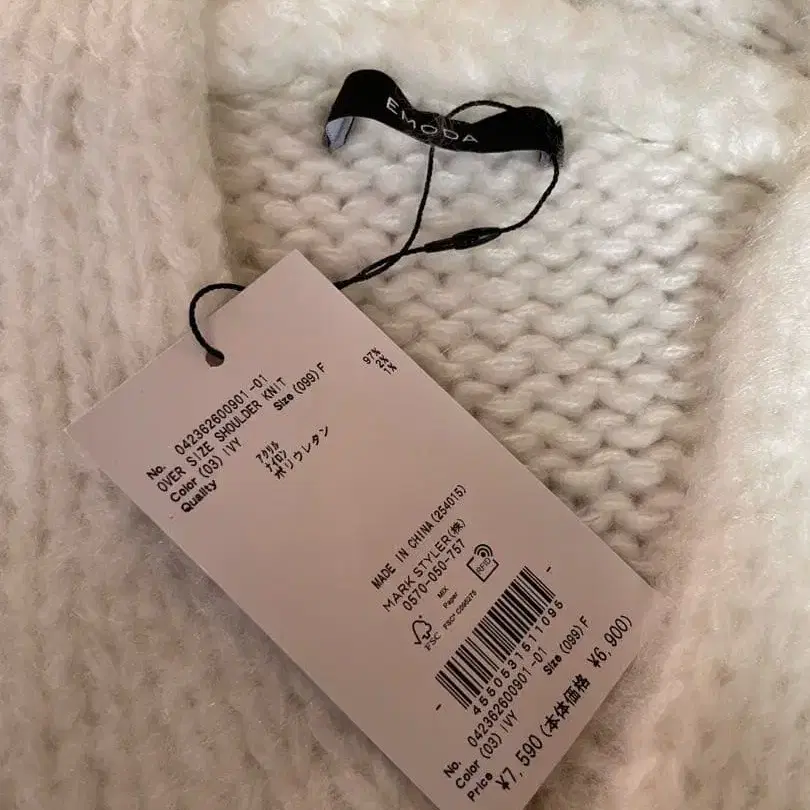 EMODA
No. 042362600901-01
OVER SIZE SHOULDER KNIT
Color (03) IVY Size (099) F
Quality
アクリル 97%
ナイロン 2%
ポリウレタン 1%
MADE IN CHINA (254015)
MARK STYLER(株)
0570-050-757
RFID
FSC
MIX
Paper
FSC® C095275
4550531511095
No. 042362600901-01
Color (03) IVY Size (099) F
Price ¥7,590 (本体価格 ¥6,900)